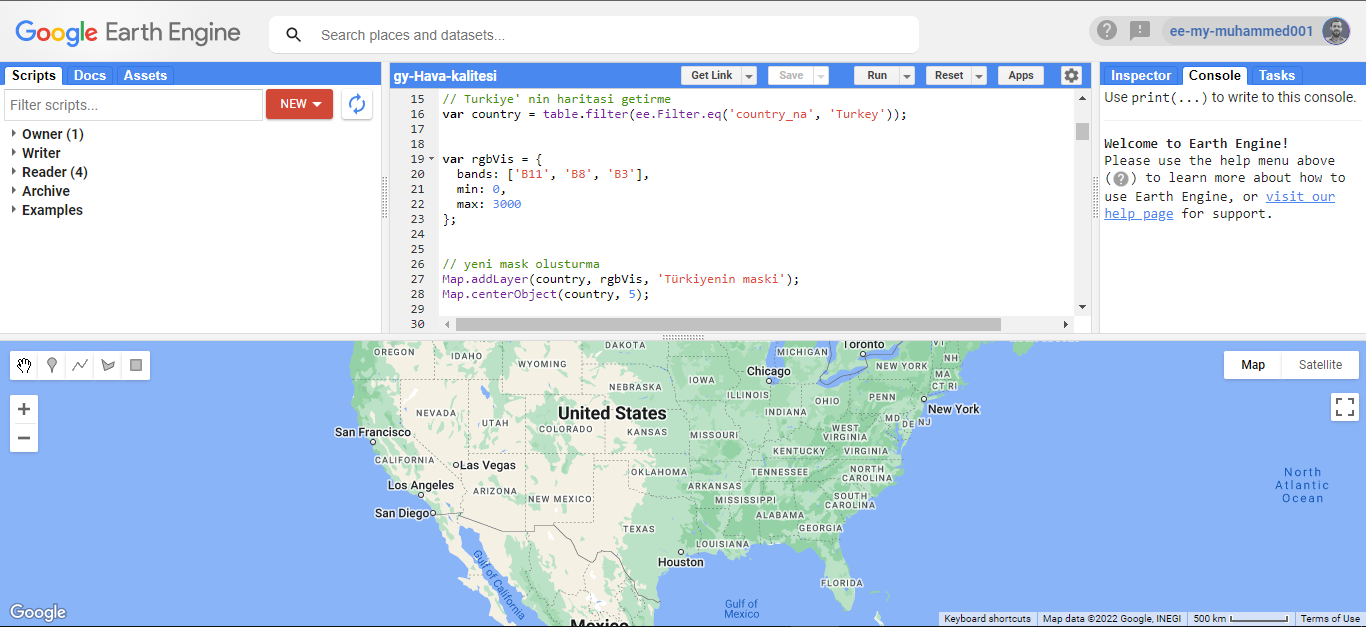 Google Earth Engine
Search places and datasets...
ee-my-muhammed001
Scripts Docs Assets
Filter scripts...
NEW
Owner (1)
Writer
Reader (4)
Archive
Examples
gy-Hava-kalitesi
Get Link Save Run Reset Apps
15 // Turkiye' nin haritasi getirme
16 var country = table.filter(ee.Filter.eq('country_na', 'Turkey'));
17
18
19 var rgbVis = {
20 bands: ['B11', 'B8', 'B3'],
21 min: 0,
22 max: 3000
23 };
24
25
26 // yeni mask olusturma
27 Map.addLayer(country, rgbVis, 'Türkiyenin maski');
28 Map.centerObject(country, 5);
29
30
Inspector Console Tasks
Use print(...) to write to this console.
Welcome to Earth Engine!
Please use the help menu above
(?) to learn more about how to
use Earth Engine, or visit our
help page for support.
Map Satellite
OREGON
IDAHO
WYOMING
DAKOTA
MICHIGAN
Toronto
VT
NH
NEW YORK
MA
CT RI
Chicago
IOWA
NEBRASKA
ILLINOIS
INDIANA
OHIO
PENN
New York
NEVADA
UTAH
United States
COLORADO
KANSAS
MISSOURI
WEST
VIRGINIA
MD
DE NJ
San Francisco
KENTUCKY
VIRGINIA
CALIFORNIA
Las Vegas
OKLAHOMA
TENNESSEE
NORTH
CAROLINA
Los Angeles
ARIZONA
NEW MEXICO
ARKANSAS
MISSISSIPPI
SOUTH
CAROLINA
San Diego
TEXAS
ALABAMA
GEORGIA
LOUISIANA
Houston
FLORIDA
Gulf of California
Gulf of
Mexico
Mexico
North
Atlantic
Ocean
Google
Keyboard shortcuts Map data ©2022 Google, INEGI 500 km Terms of Use